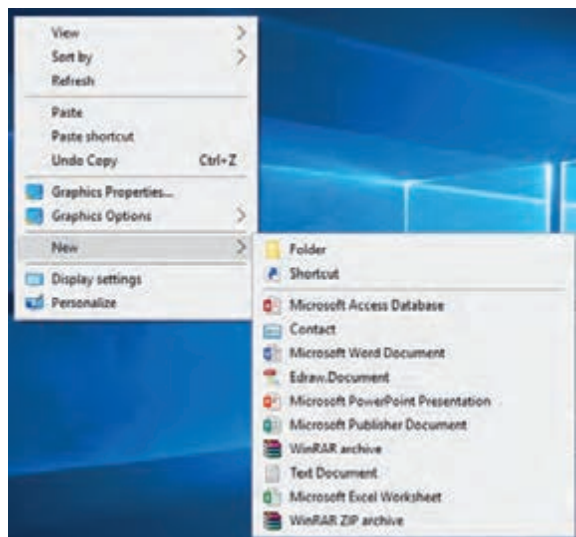 View
Sort by
Refresh
Paste
Paste shortcut
Undo Copy Ctrl+Z
Graphics Properties...
Graphics Options
New
Display settings
Personalize
Folder
Shortcut
Microsoft Access Database
Contact
Microsoft Word Document
Edraw.Document
Microsoft PowerPoint Presentation
Microsoft Publisher Document
WinRAR archive
Text Document
Microsoft Excel Worksheet
WinRAR ZIP archive